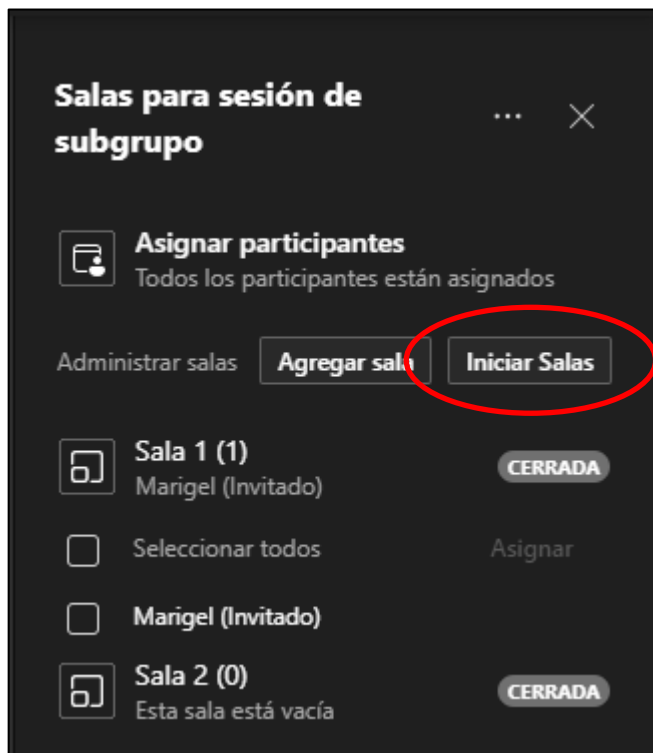 Salas para sesión de
subgrupo
Asignar participantes
Todos los participantes están asignados
Administrar salas Agregar sala Iniciar Salas
Sala 1 (1) CERRADA
Marigel (Invitado)
Seleccionar todos Asignar
Marigel (Invitado)
Sala 2 (0) CERRADA
Esta sala está vacía